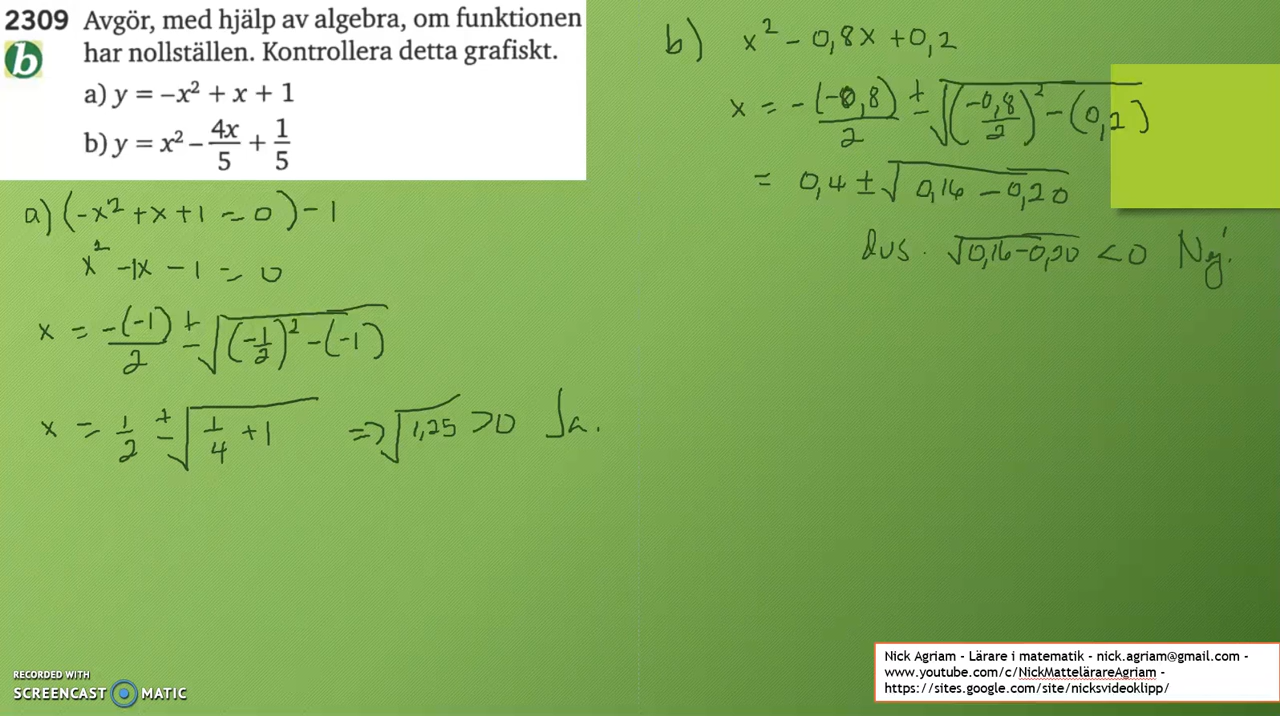 2309 Avgör, med hjälp av algebra, om funktionen
b har nollställen. Kontrollera detta grafiskt.
a) y = −x² + x + 1
b) y = x² − 4x/5 + 1/5
a) (-x² + x + 1 = 0) - 1
x² - 1x - 1 = 0
x = -(-1)/2 ± √((-1/2)² - (-1))
x = 1/2 ± √(1/4 + 1) => √1,25 > 0 Ja.
b) x² - 0,8x + 0,2
x = -(-0,8)/2 ± √((-0,8/2)² - (0,2))
= 0,4 ± √(0,16 - 0,20)
dvs. √(0,16-0,20) < 0 Nej!
Nick Agriam - Lärare i matematik - nick.agriam@gmail.com -
www.youtube.com/c/NickMattelärareAgriam -
https://sites.google.com/site/nicksvideoklipp/
RECORDED WITH
SCREENCAST MATIC